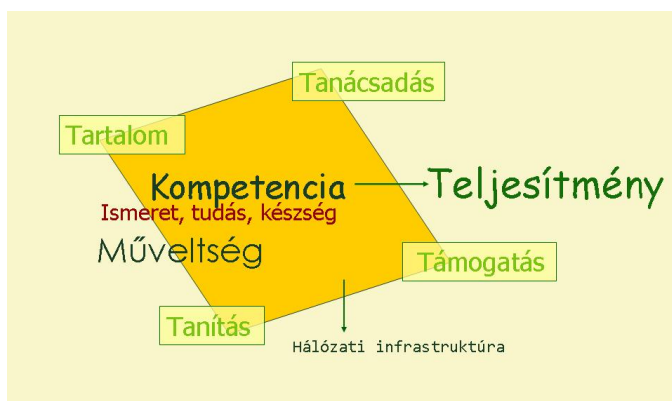 Tanácsadás
Tartalom
Kompetencia
Teljesítmény
Ismeret, tudás, készség
Műveltség
Támogatás
Tanítás
Hálózati infrastruktúra